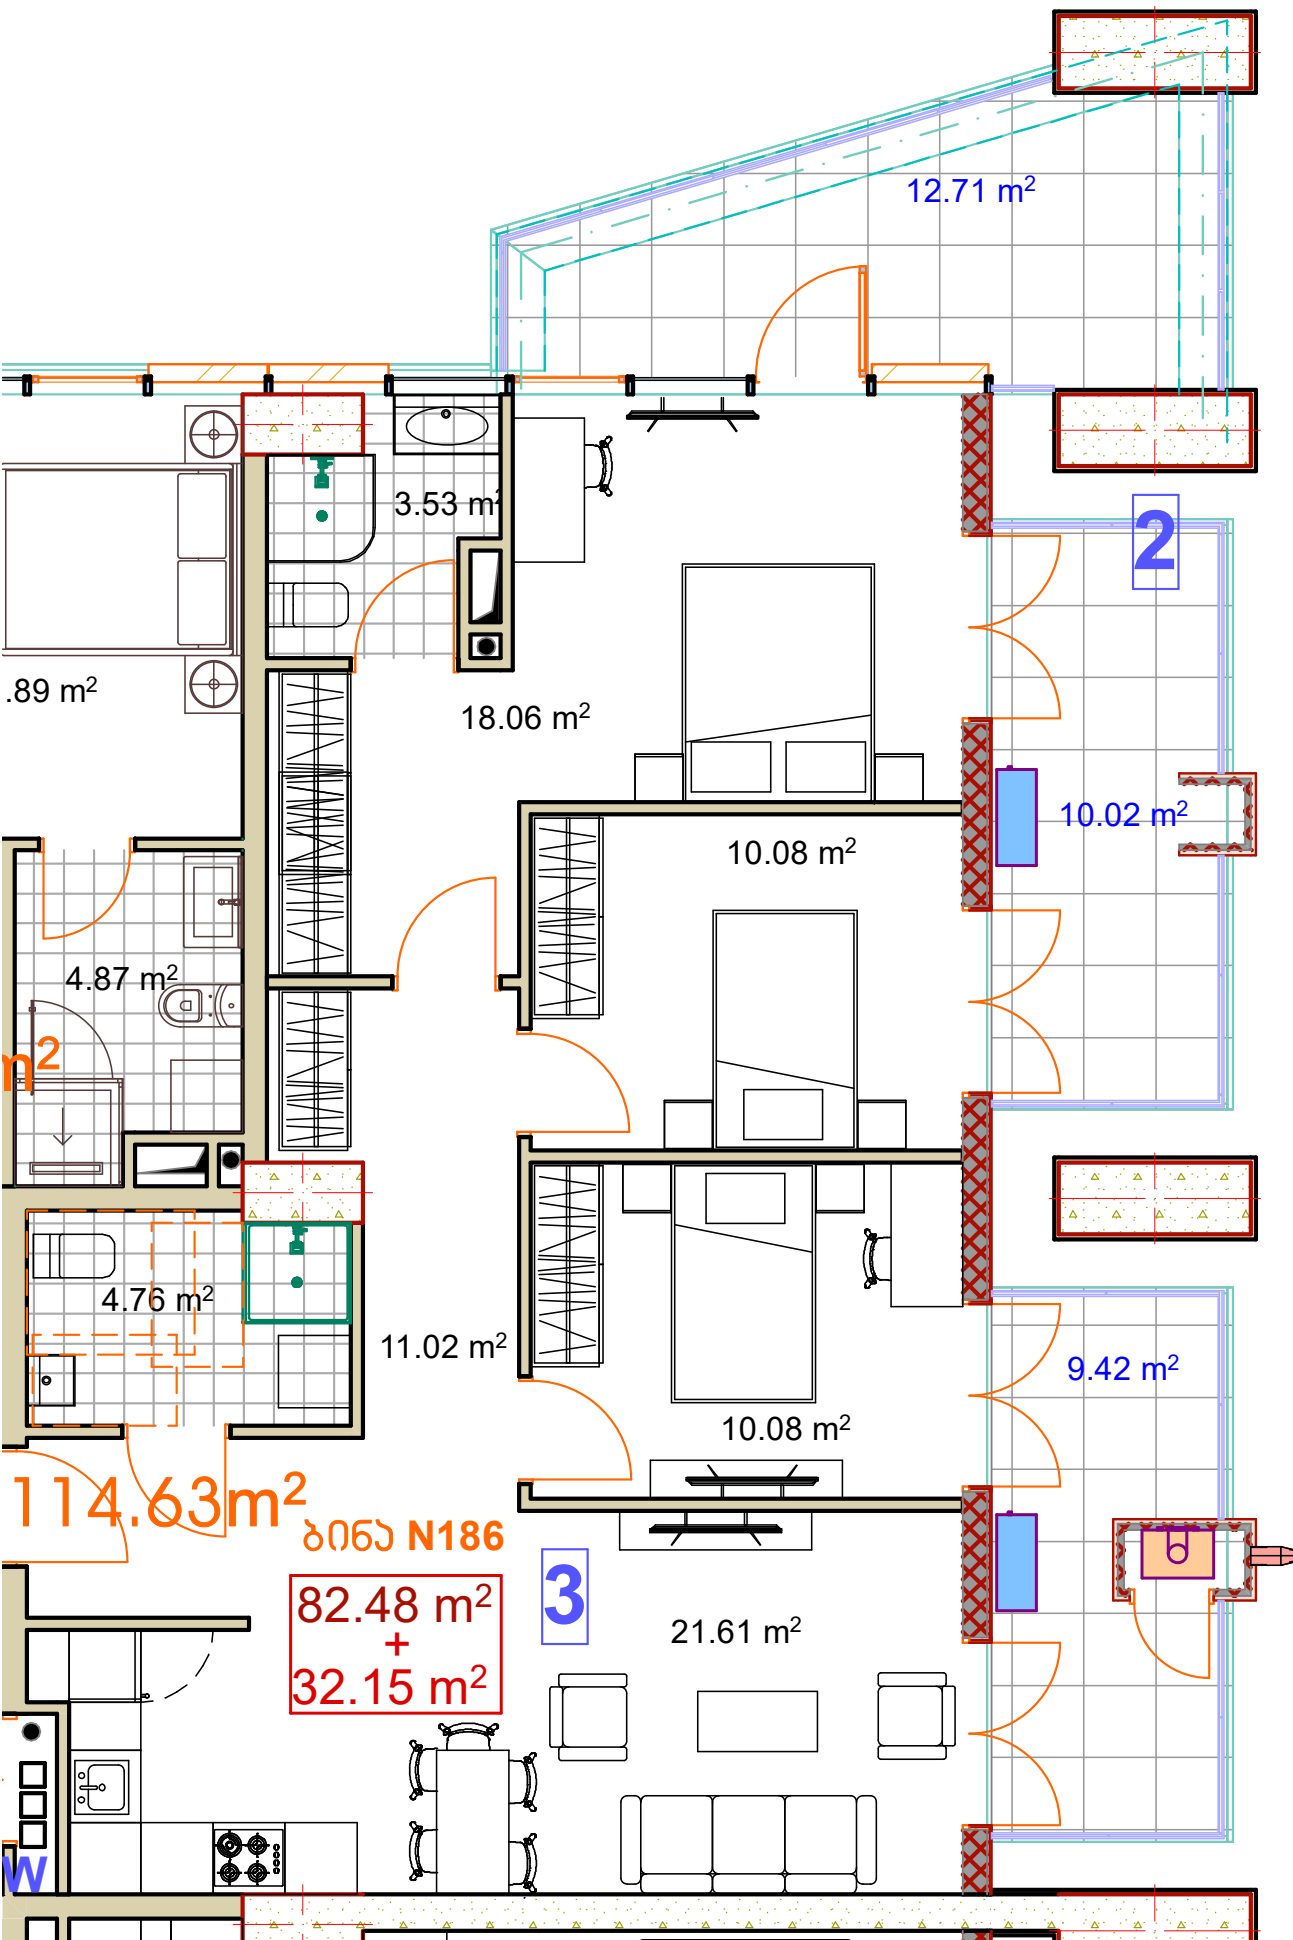 12.71 m²
2
3.53 m²
.89 m²
18.06 m²
10.02 m²
10.08 m²
4.87 m²
m²
4.76 m²
11.02 m²
9.42 m²
10.08 m²
114.63m²
ბინა N186
82.48 m²
+
32.15 m²
3
21.61 m²
w